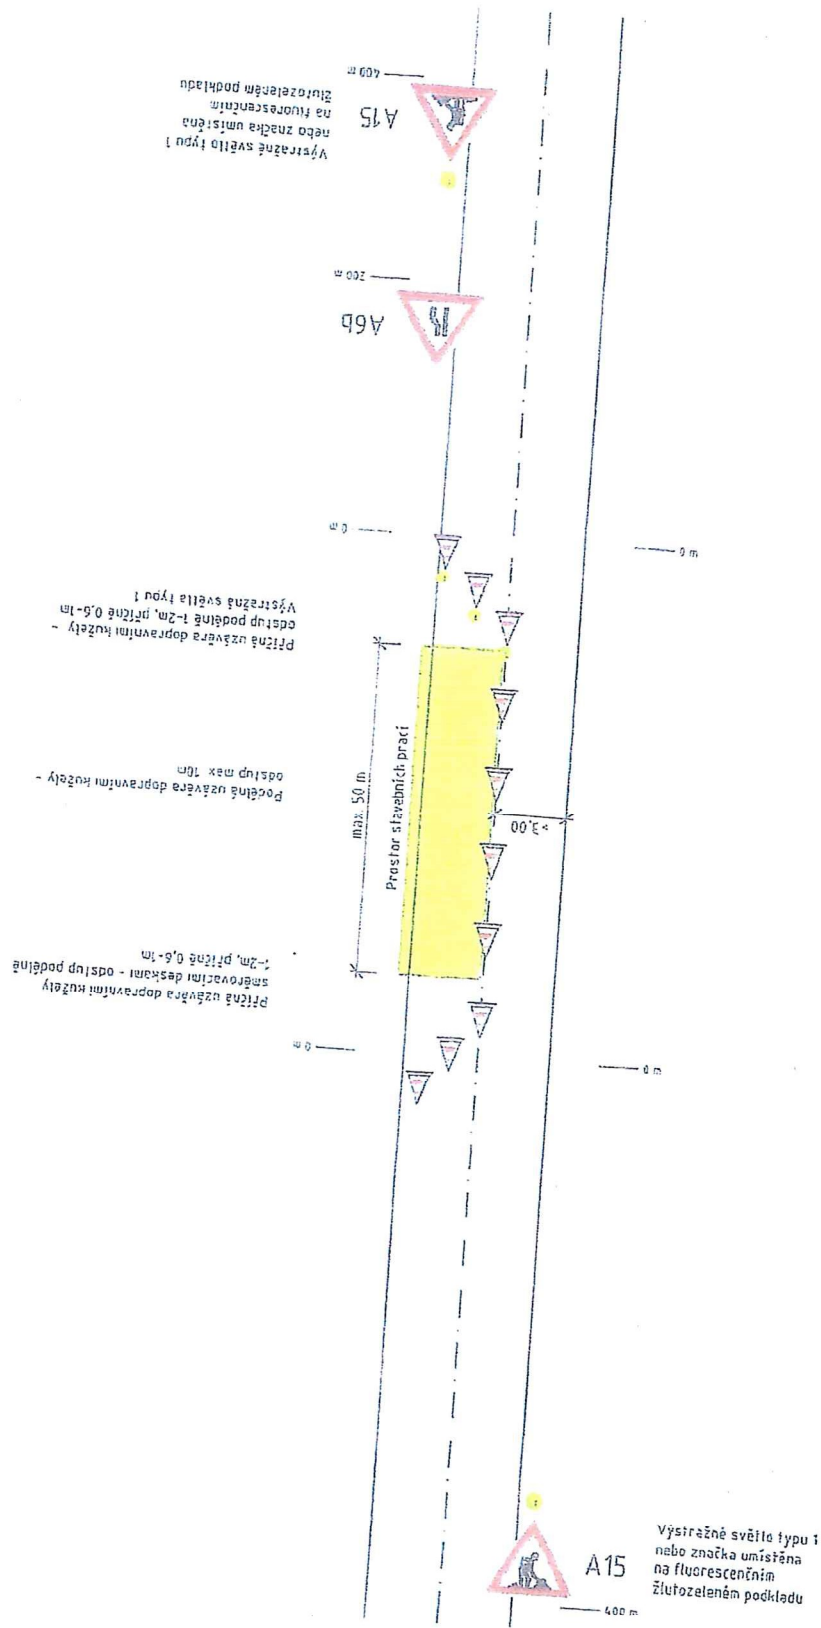 400 m
A15
Výstražné světlo typu 1
nebo značka umístěná
na fluorescenčním
žlutozeleném podkladu
200 m
A6b
0 m
0 m
Příčná uzávěra dopravními kužely -
odstup podélně 1-2m, příčně 0,6-1m
Výstražná světla typu 1
max. 50 m
Prostor stavebních prací
Podélná uzávěra dopravními kužely -
odstup max 10m
> 3,00
Příčná uzávěra dopravními kužely
směrovacími deskami - odstup podélně
1-2m, příčně 0,6-1m
0 m
0 m
A15
Výstražné světlo typu 1
nebo značka umístěna
na fluorescenčním
žlutozeleném podkladu
400 m